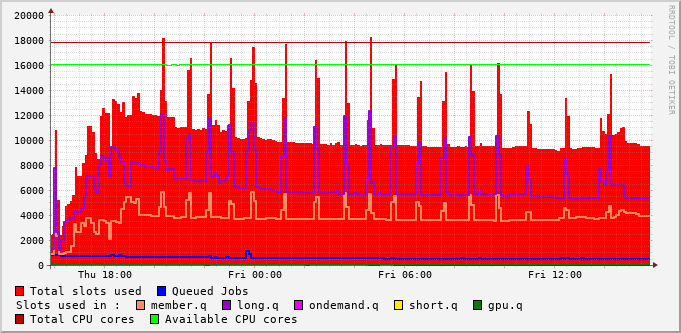 20000
18000
16000
14000
12000
10000
8000
6000
4000
2000
0
Thu 18:00 Fri 00:00 Fri 06:00 Fri 12:00
RRDTOOL / TOBI OETIKER
Total slots used Queued Jobs
Slots used in : member.q long.q ondemand.q short.q gpu.q
Total CPU cores Available CPU cores